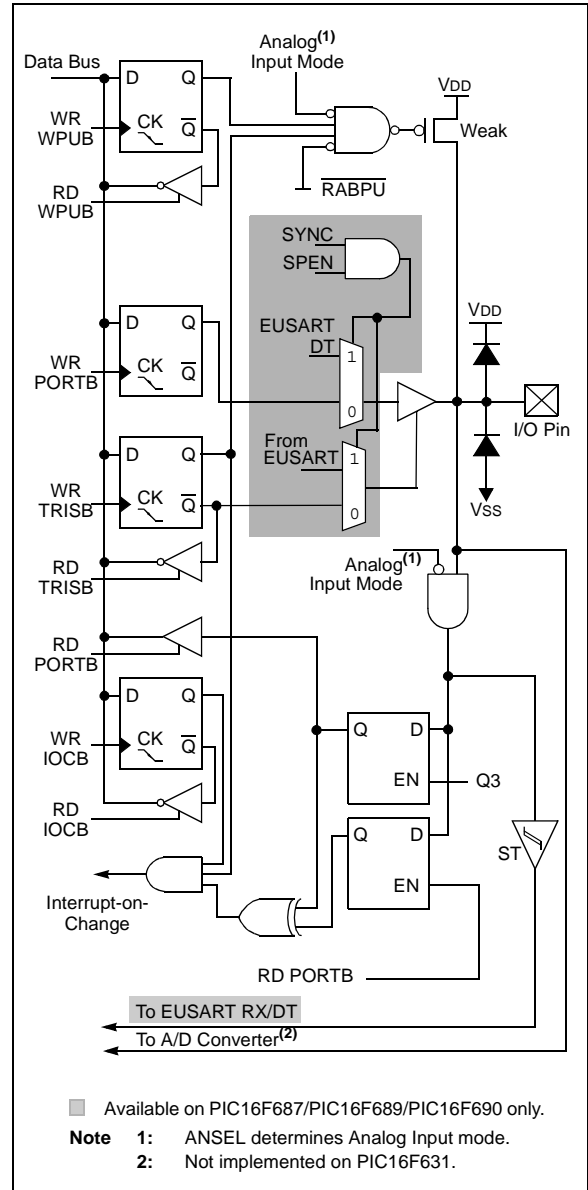 Analog(1)
Input Mode
Data Bus
D Q
VDD
WR
WPUB
CK Q
Weak
RD
WPUB
RABPU
SYNC
SPEN
EUSART
DT
1
0
D Q
WR
PORTB
CK Q
VDD
I/O Pin
VSS
From
EUSART
1
0
D Q
WR
TRISB
CK Q
RD
TRISB
Analog(1)
Input Mode
RD
PORTB
D Q
WR
IOCB
CK Q
Q D
EN
Q3
RD
IOCB
Q D
EN
ST
Interrupt-on-
Change
RD PORTB
To EUSART RX/DT
To A/D Converter(2)
Available on PIC16F687/PIC16F689/PIC16F690 only.
Note 1: ANSEL determines Analog Input mode.
2: Not implemented on PIC16F631.